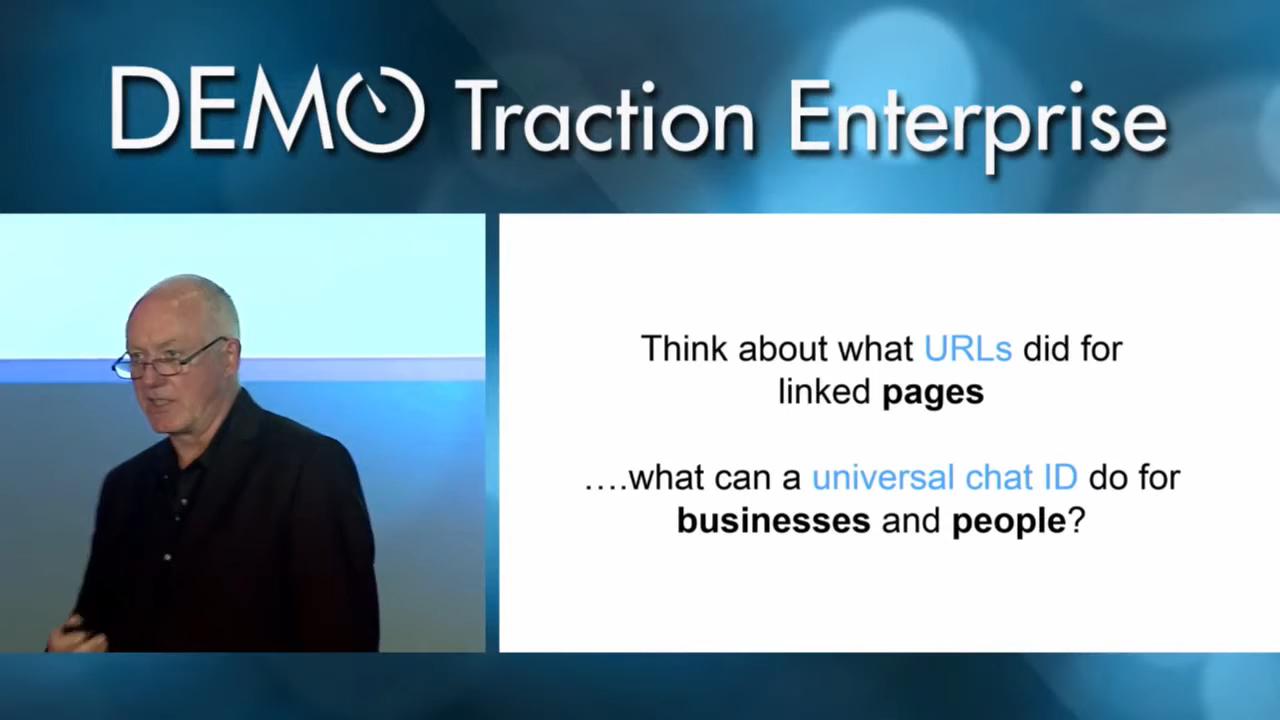 DEMO Traction Enterprise
Think about what URLs did for
linked pages
….what can a universal chat ID do for
businesses and people?